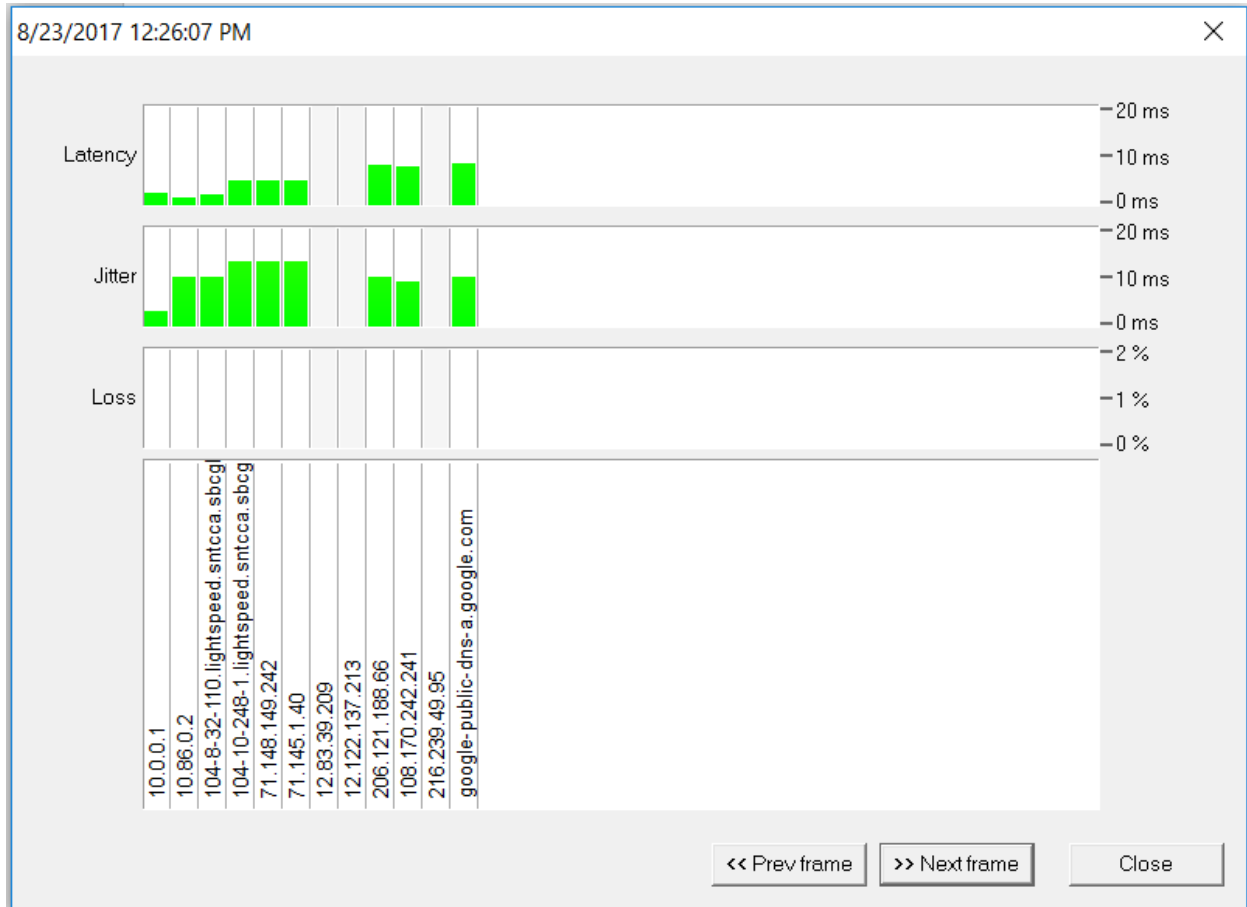 8/23/2017 12:26:07 PM
Latency
20 ms
10 ms
0 ms
Jitter
20 ms
10 ms
0 ms
Loss
2 %
1 %
0 %
10.0.0.1
10.86.0.2
104-8-32-110.lightspeed.sntcca.sbcgl
104-10-248-1.lightspeed.sntcca.sbcg
71.148.149.242
71.145.1.40
12.83.39.209
12.122.137.213
206.121.188.66
108.170.242.241
216.239.49.95
google-public-dns-a.google.com
<< Prev frame
>> Next frame
Close